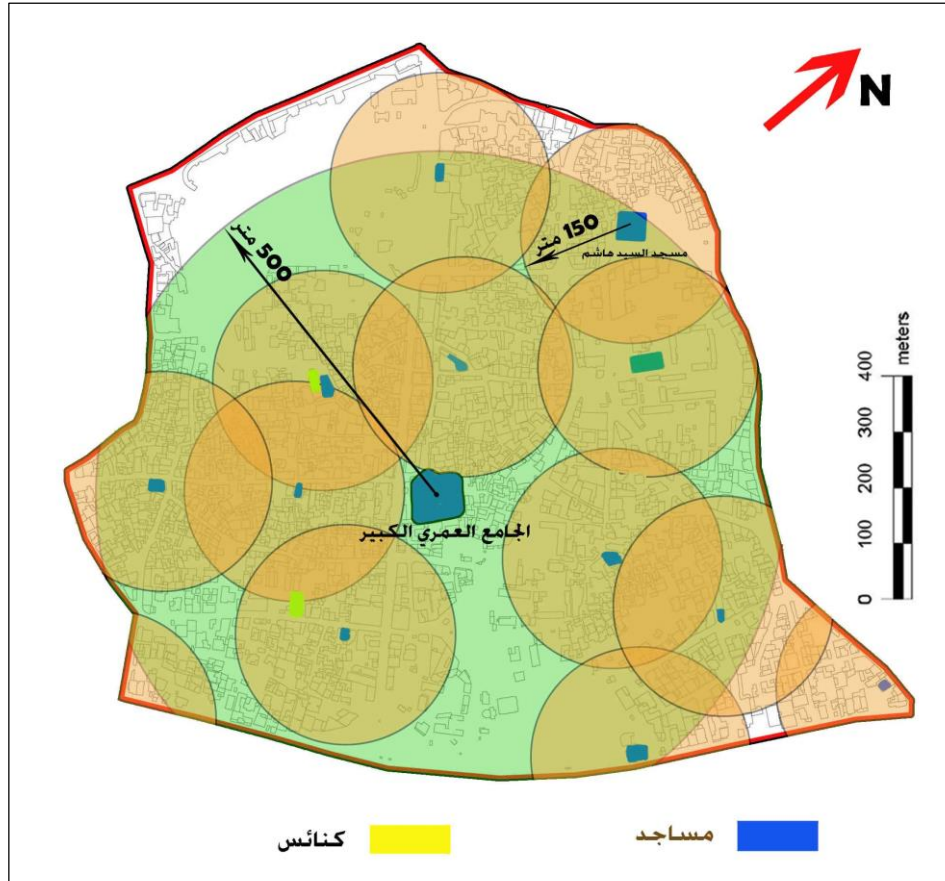 N
500 متر
150 متر
مسجد السيد هاشم
الجامع العمري الكبير
meters
400
300
200
100
0
مساجد
كنائس